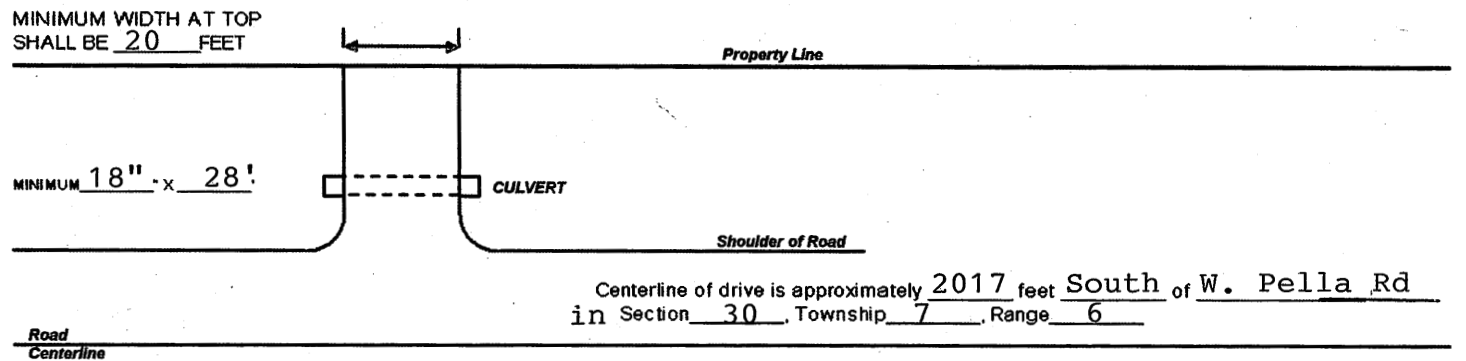 MINIMUM WIDTH AT TOP
SHALL BE 20 FEET
Property Line
MINIMUM 18" x 28'
CULVERT
Shoulder of Road
Centerline of drive is approximately 2017 feet South of W. Pella Rd
in Section 30, Township 7, Range 6
Road
Centerline